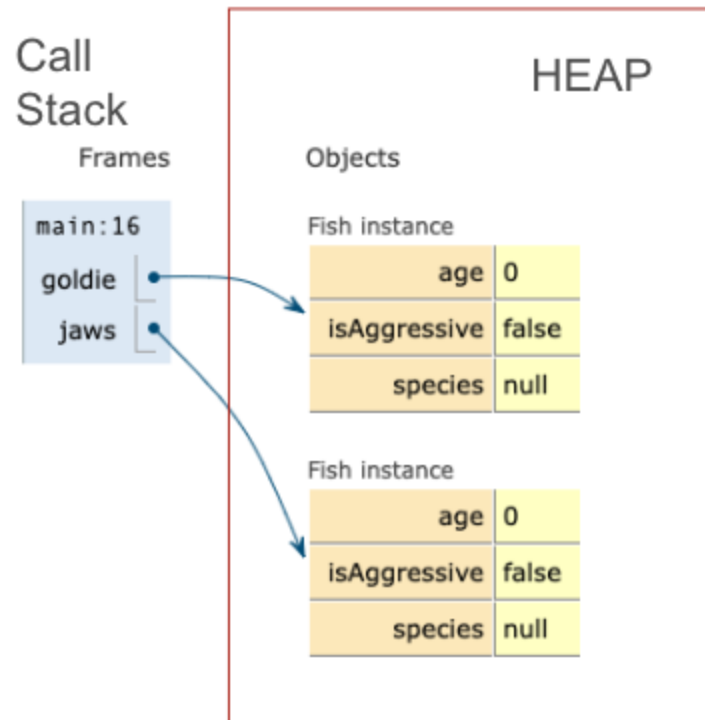 Call
Stack
HEAP
Frames
Objects
main:16
goldie
jaws
Fish instance
age 0
isAggressive false
species null
Fish instance
age 0
isAggressive false
species null